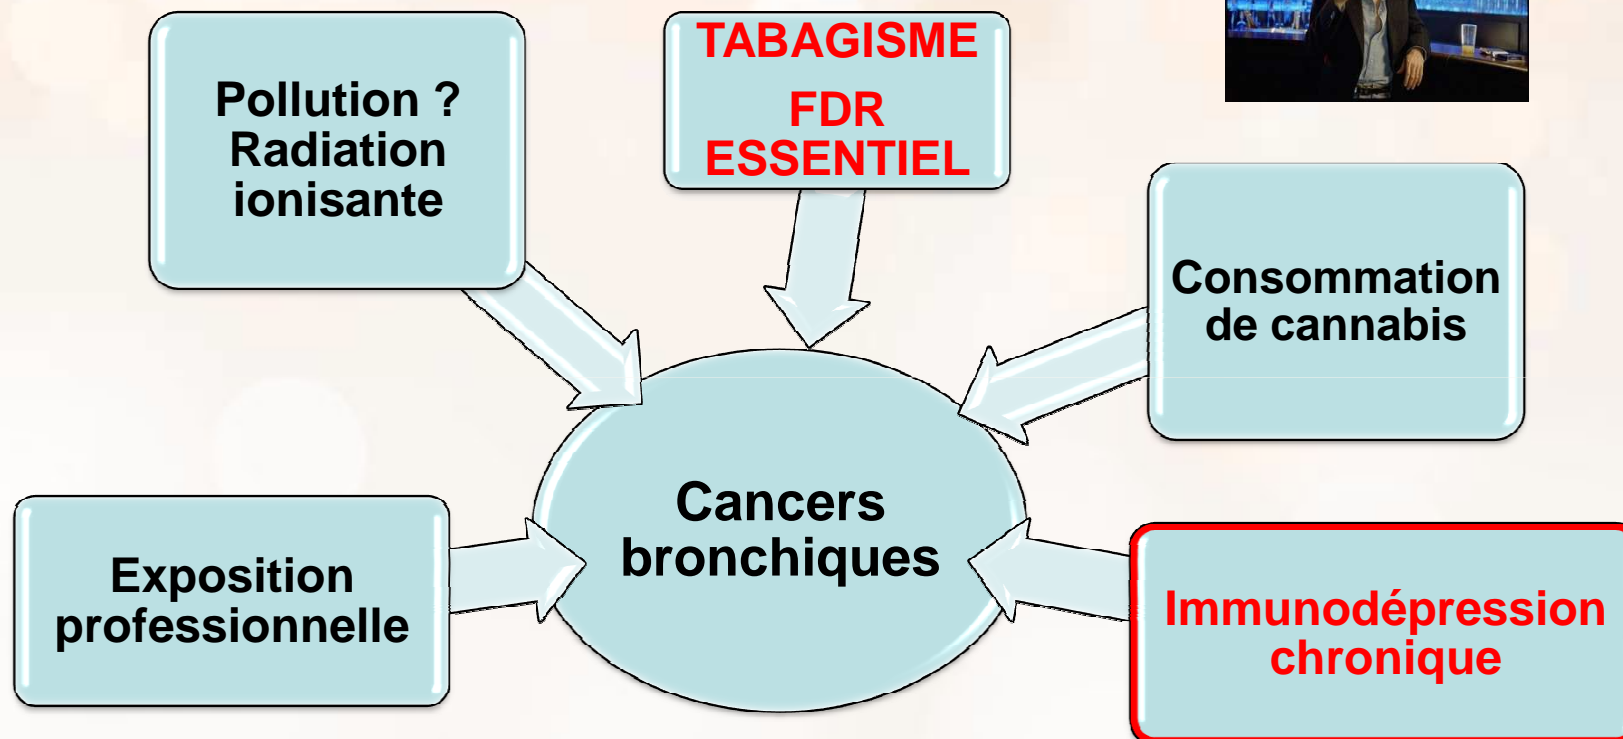 TABAGISME
FDR
ESSENTIEL
Pollution ?
Radiation
ionisante
Consommation
de cannabis
Cancers
bronchiques
Exposition
professionnelle
Immunodépression
chronique